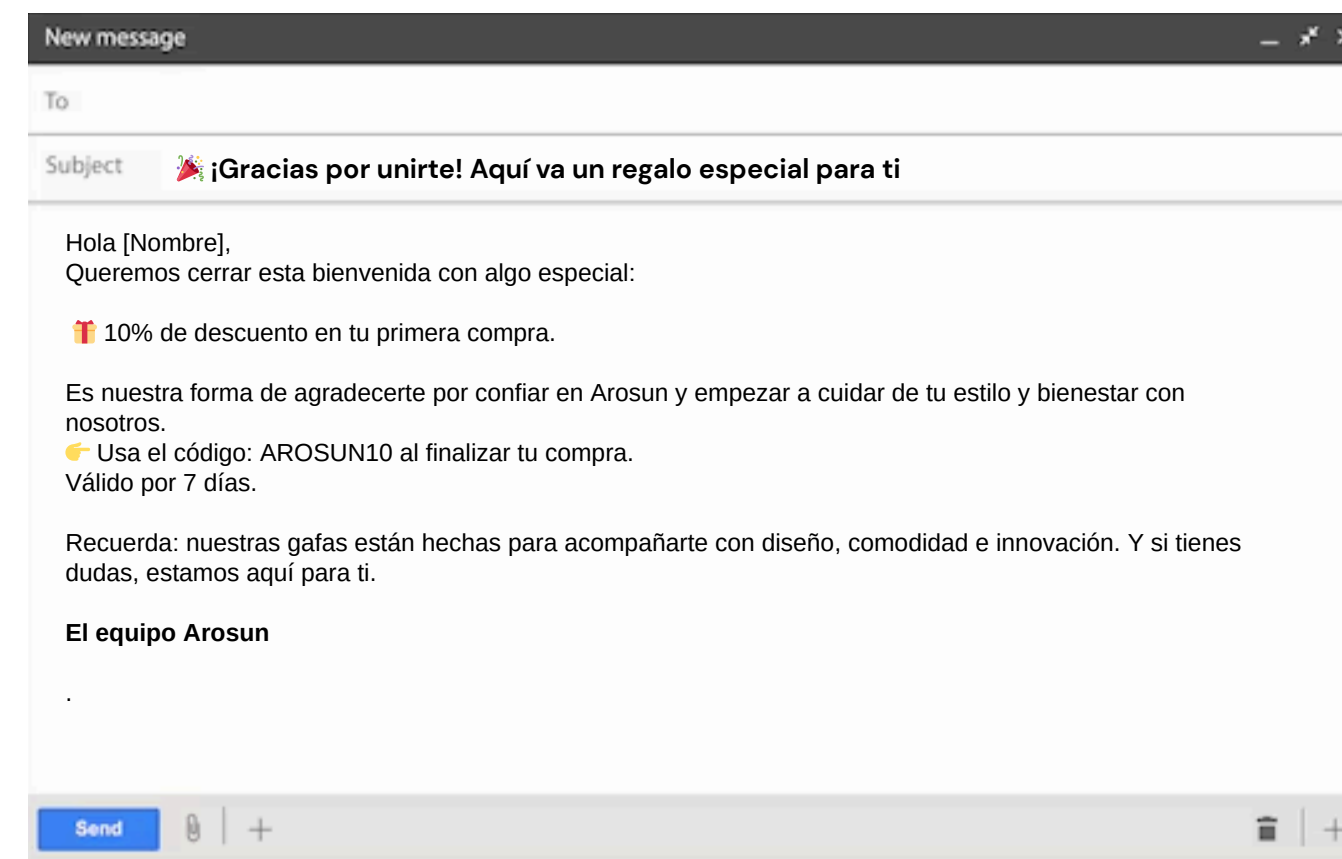 New message
To
Subject 🎉 ¡Gracias por unirte! Aquí va un regalo especial para ti
Hola [Nombre],
Queremos cerrar esta bienvenida con algo especial:
🎁 10% de descuento en tu primera compra.
Es nuestra forma de agradecerte por confiar en Arosun y empezar a cuidar de tu estilo y bienestar con
nosotros.
👉 Usa el código: AROSUN10 al finalizar tu compra.
Válido por 7 días.
Recuerda: nuestras gafas están hechas para acompañarte con diseño, comodidad e innovación. Y si tienes
dudas, estamos aquí para ti.
El equipo Arosun
.
Send